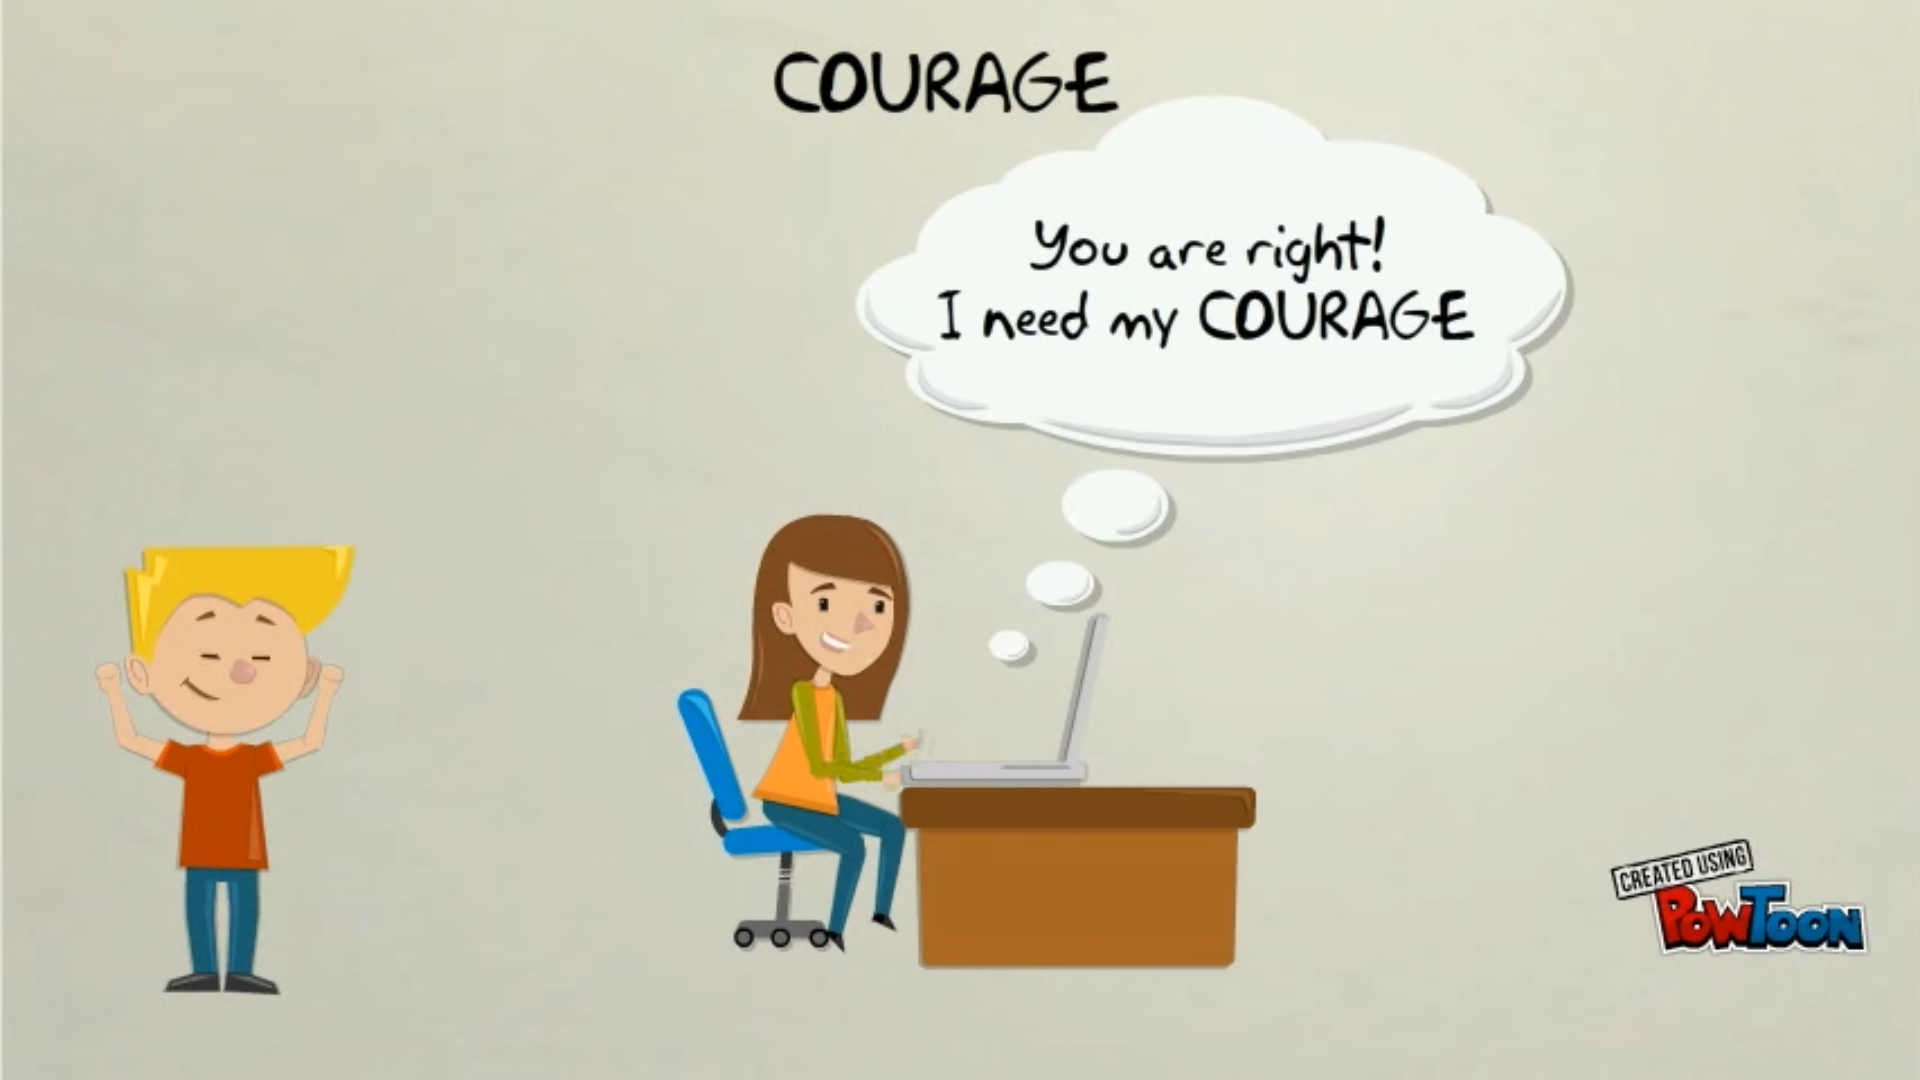 COURAGE
You are right!
I need my COURAGE
CREATED USING
POWTOON